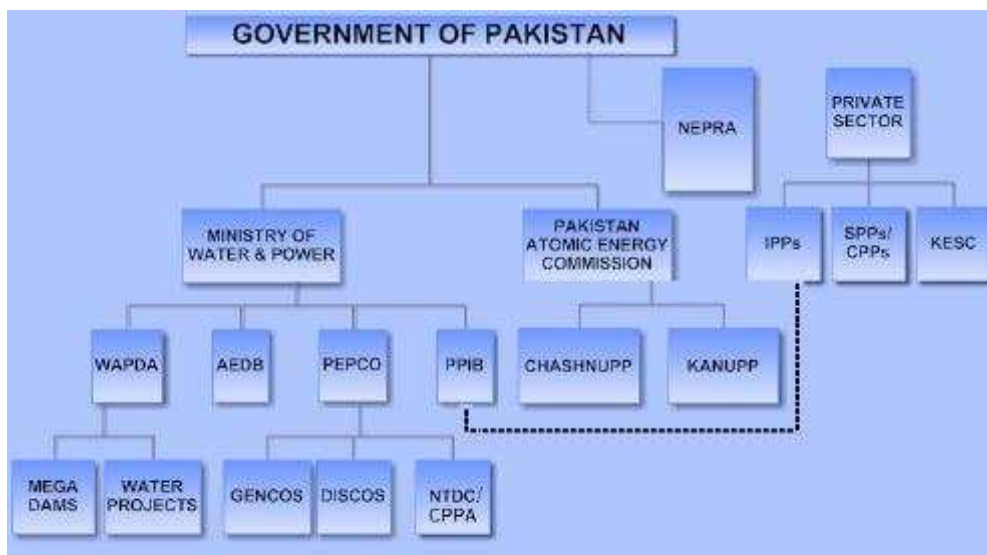 GOVERNMENT OF PAKISTAN
NEPRA
PRIVATE
SECTOR
MINISTRY OF
WATER & POWER
PAKISTAN
ATOMIC ENERGY
COMMISSION
IPPs
SPPs/
CPPs
KESC
WAPDA
AEDB
PEPCO
PPIB
CHASHNUPP
KANUPP
MEGA
DAMS
WATER
PROJECTS
GENCOS
DISCOS
NTDC/
CPPA